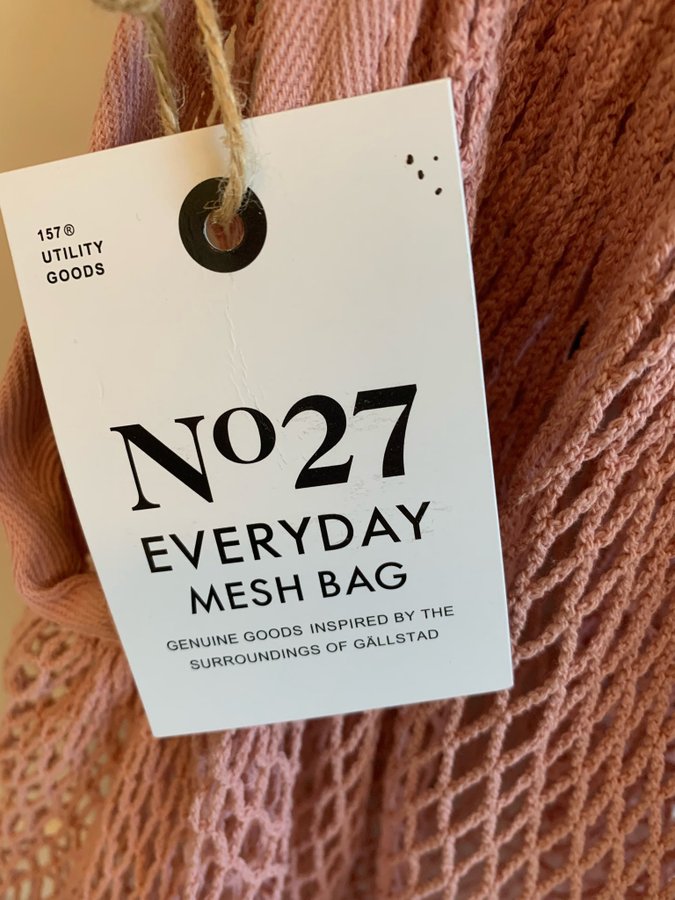 157®
UTILITY
GOODS
No27
EVERYDAY
MESH BAG
GENUINE GOODS INSPIRED BY THE
SURROUNDINGS OF GÄLLSTAD